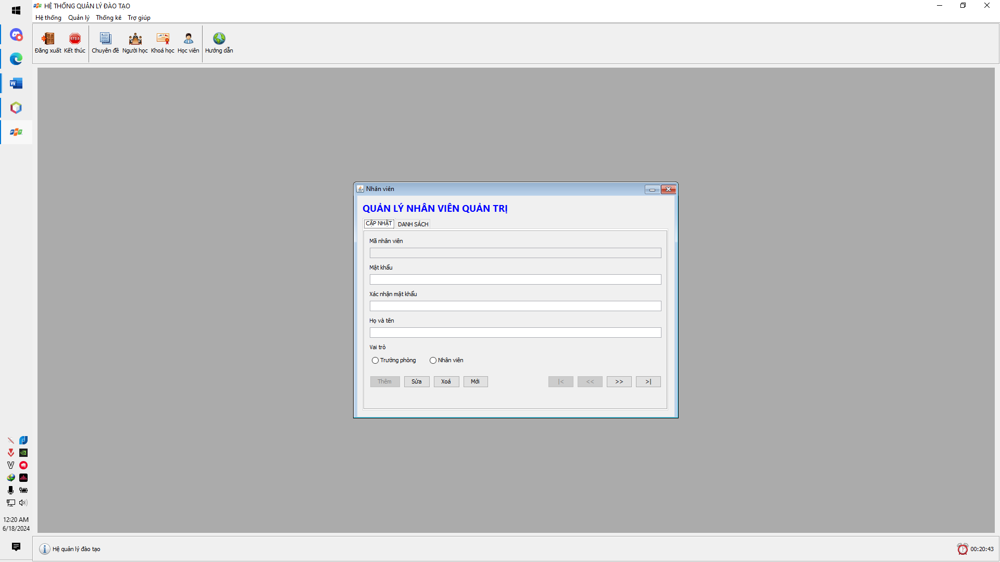 HỆ THỐNG QUẢN LÝ ĐÀO TẠO
Hệ thống Quản lý Thống kê Trợ giúp
Đăng xuất Kết thúc Chuyên đề Người học Khoá học Học viên Hướng dẫn
Nhân viên
QUẢN LÝ NHÂN VIÊN QUẢN TRỊ
CẬP NHẬT DANH SÁCH
Mã nhân viên
Mật khẩu
Xác nhận mật khẩu
Họ và tên
Vai trò
Trưởng phòng Nhân viên
Thêm Sửa Xoá Mới |< << >> >|
12:20 AM
6/18/2024
Hệ quản lý đào tạo 00:20:43